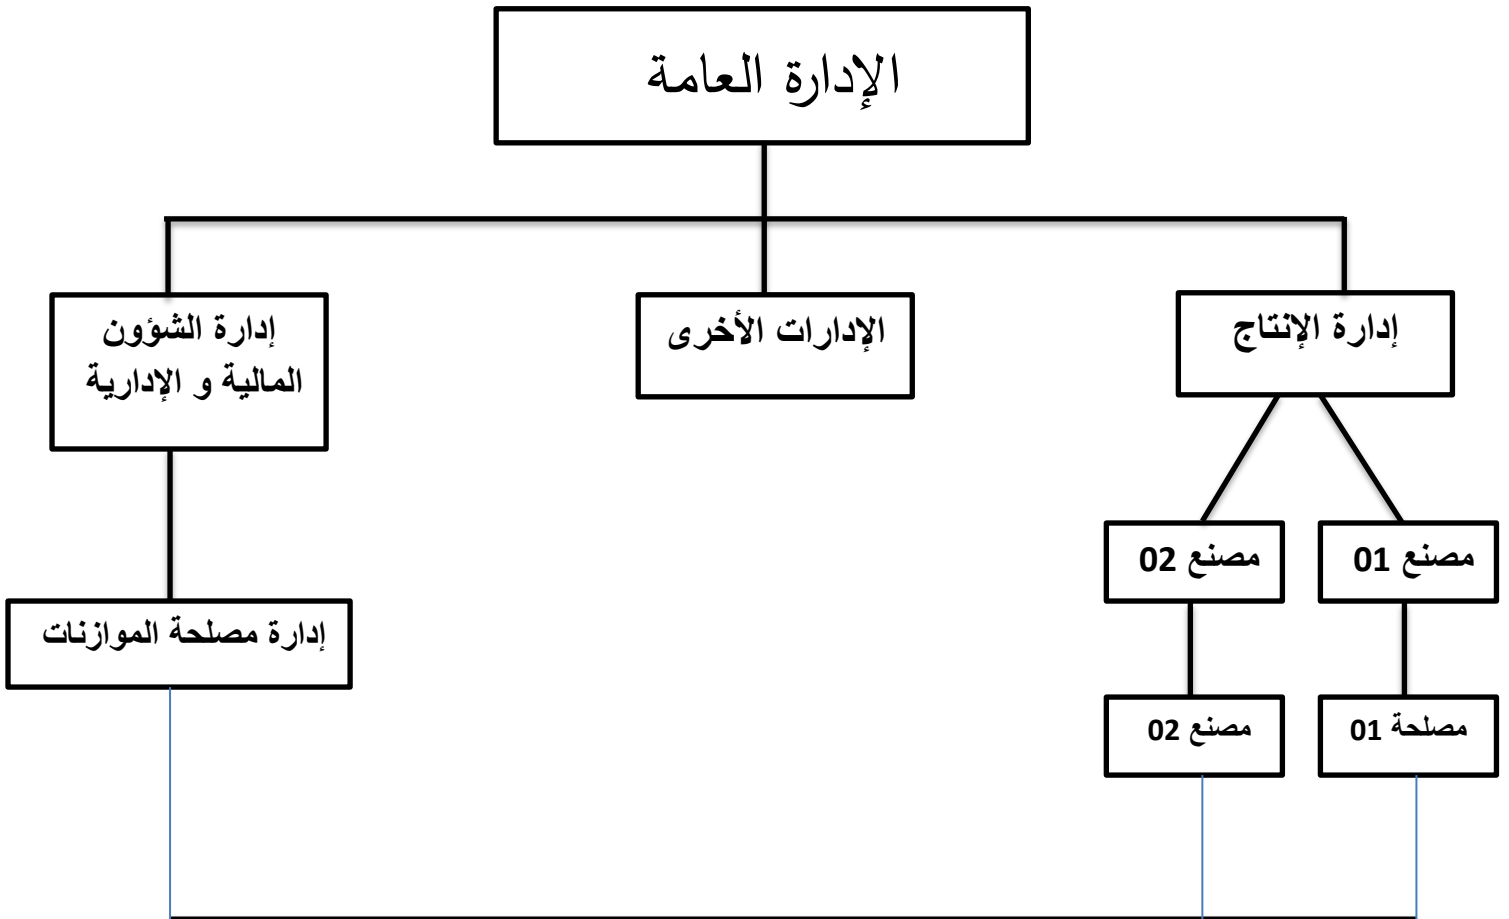 الإدارة العامة
إدارة الإنتاج
الإدارات الأخرى
إدارة الشؤون
المالية و الإدارية
مصنع 01
مصنع 02
إدارة مصلحة الموازنات
مصلحة 01
مصنع 02